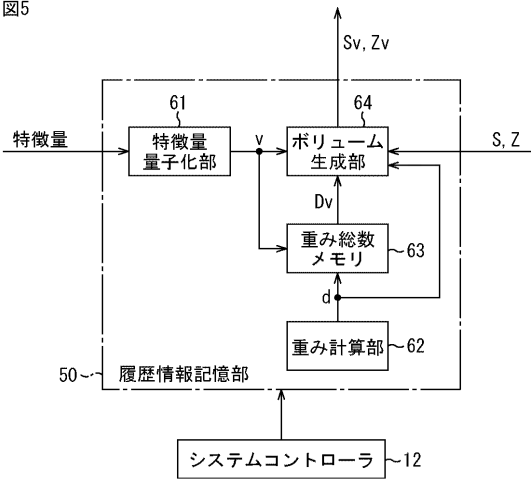 図5
Sv, Zv
61
64
特徴量
特徴量
量子化部
v
ボリューム
生成部
S, Z
Dv
重み総数
メモリ
63
d
重み計算部
62
50
履歴情報記憶部
システムコントローラ
12